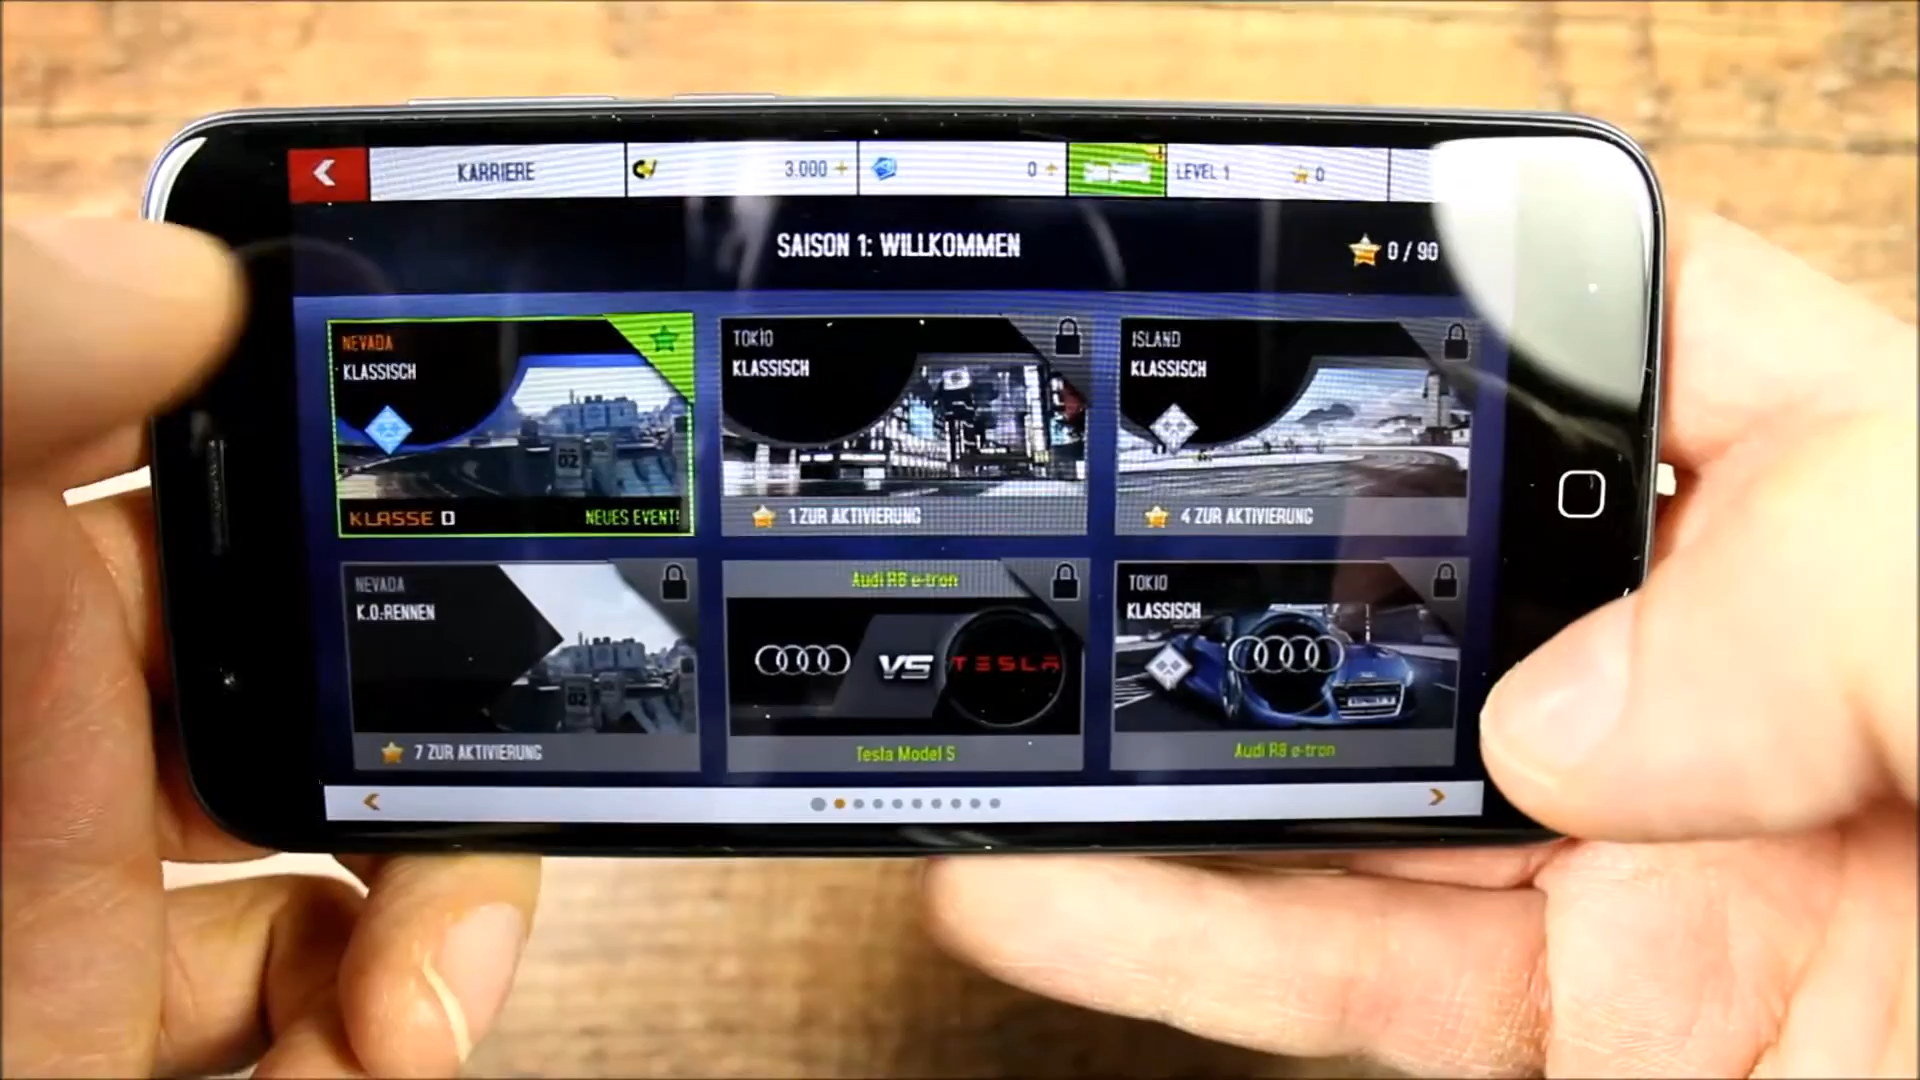 KARRIERE
3.000 +
0 +
LEVEL 1
0
SAISON 1: WILLKOMMEN
0 / 90
NEVADA
KLASSISCH
02
KLASSE D
NEUES EVENT!
TOKIO
KLASSISCH
1 ZUR AKTIVIERUNG
ISLAND
KLASSISCH
4 ZUR AKTIVIERUNG
NEVADA
K.O.-RENNEN
02
7 ZUR AKTIVIERUNG
Audi R8 e-tron
VS
TESLA
Tesla Model S
TOKIO
KLASSISCH
Audi R8 e-tron